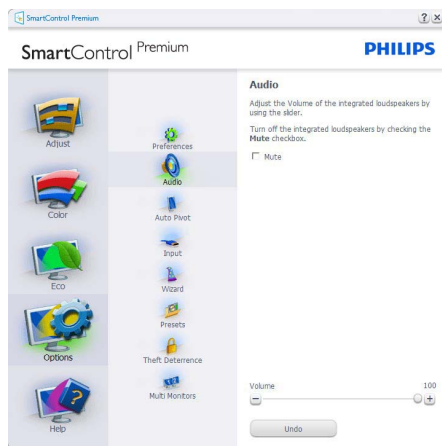 SmartControl Premium
SmartControl Premium
PHILIPS
Adjust
Color
Eco
Options
Help
Preferences
Audio
Auto Pivot
Input
Wizard
Presets
Theft Deterrence
Multi Monitors
Audio
Adjust the Volume of the integrated loudspeakers by
using the slider.
Turn off the integrated loudspeakers by checking the
Mute checkbox.
Mute
Volume 100
Undo